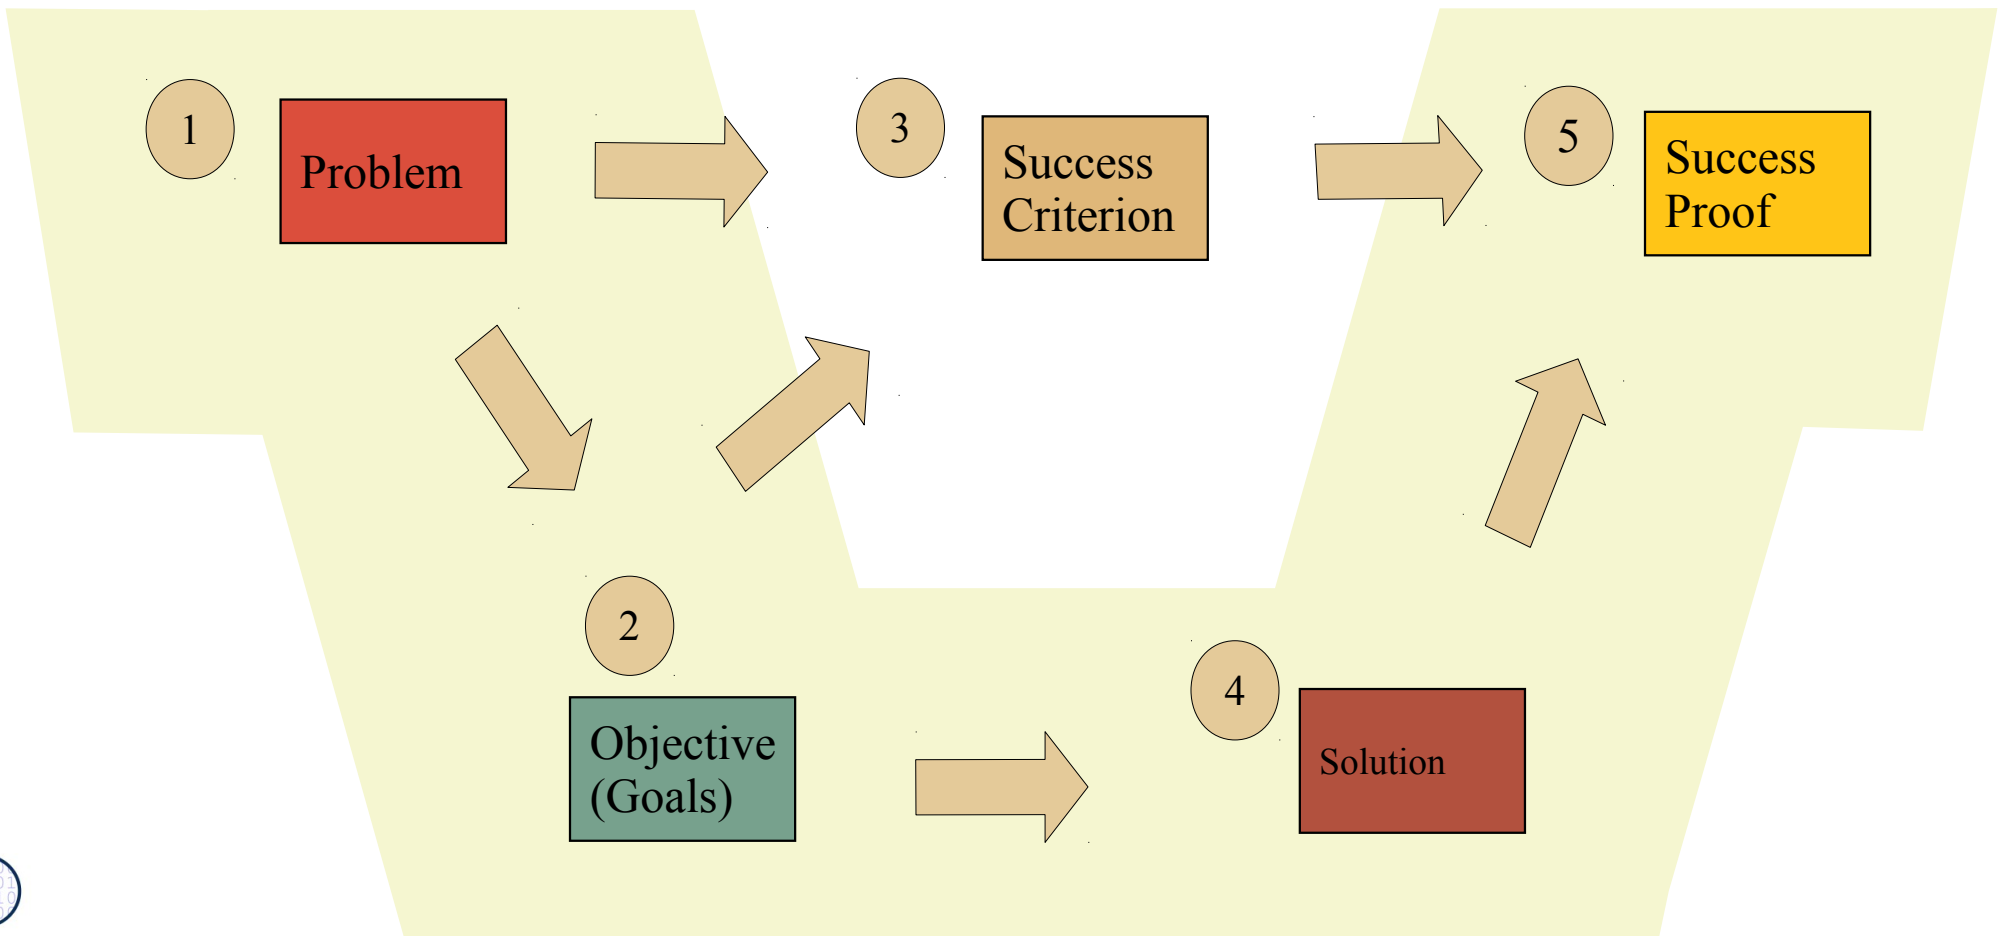 1
Problem
3
Success
Criterion
5
Success
Proof
2
Objective
(Goals)
4
Solution